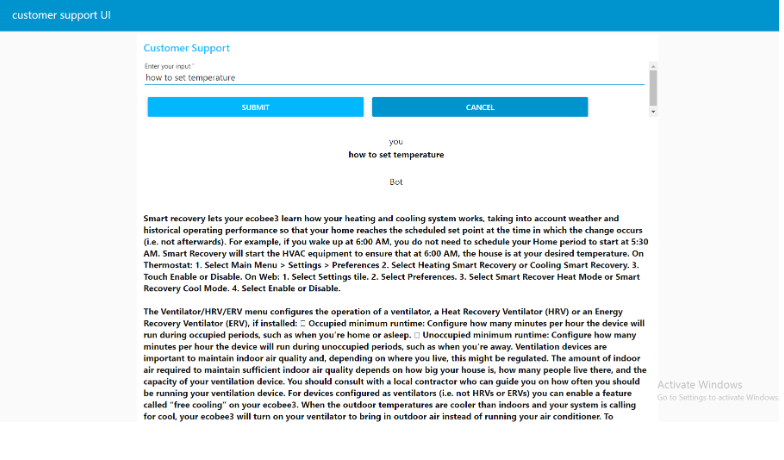 customer support UI
Customer Support
Enter your input *
how to set temperature
SUBMIT CANCEL
you
how to set temperature
Bot
Smart recovery lets your ecobee3 learn how your heating and cooling system works, taking into account weather and
historical operating performance so that your home reaches the scheduled set point at the time in which the change occurs
(i.e. not afterwards). For example, if you wake up at 6:00 AM, you do not need to schedule your Home period to start at 5:30
AM. Smart Recovery will start the HVAC equipment to ensure that at 6:00 AM, the house is at your desired temperature. On
Thermostat: 1. Select Main Menu > Settings > Preferences 2. Select Heating Smart Recovery or Cooling Smart Recovery. 3.
Touch Enable or Disable. On Web: 1. Select Settings tile. 2. Select Preferences. 3. Select Smart Recover Heat Mode or Smart
Recovery Cool Mode. 4. Select Enable or Disable.
The Ventilator/HRV/ERV menu configures the operation of a ventilator, a Heat Recovery Ventilator (HRV) or an Energy
Recovery Ventilator (ERV), if installed:  Occupied minimum runtime: Configure how many minutes per hour the device will
run during occupied periods, such as when you're home or asleep.  Unoccupied minimum runtime: Configure how many
minutes per hour the device will run during unoccupied periods, such as when you're away. Ventilation devices are
important to maintain indoor air quality and, depending on where you live, this might be regulated. The amount of indoor
air required to maintain sufficient indoor air quality depends on how big your house is, how many people live there, and the
capacity of your ventilation device. You should consult with a local contractor who can guide you on how often you should
be running your ventilation device. For devices configured as ventilators (i.e. not HRVs or ERVs) you can enable a feature
called "free cooling" on your ecobee3. When the outdoor temperatures are cooler than indoors and your system is calling
for cool, your ecobee3 will turn on your ventilator to bring in outdoor air instead of running your air conditioner. To
Activate Windows
Go to Settings to activate Windows